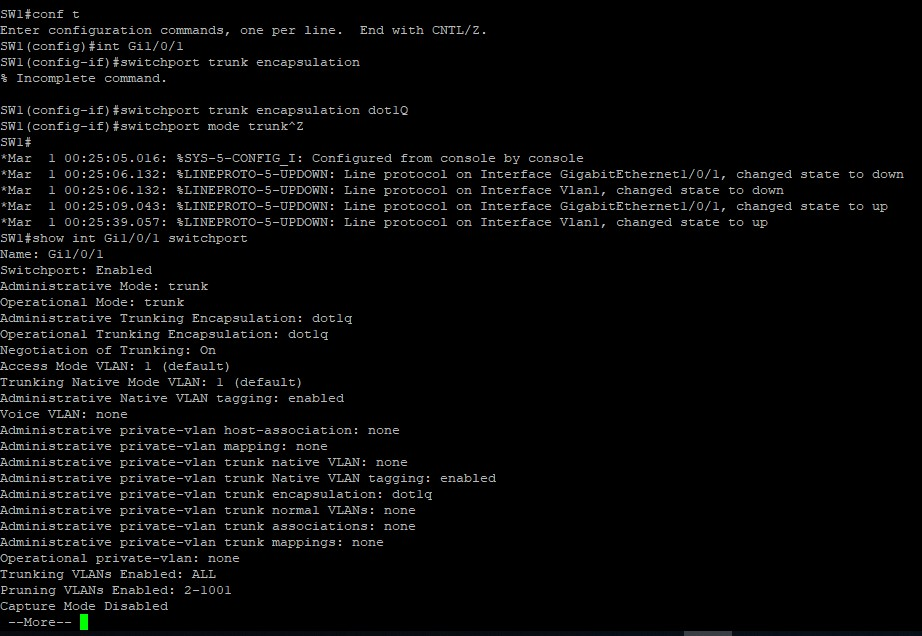 SW1#conf t
Enter configuration commands, one per line.  End with CNTL/Z.
SW1(config)#int Gi1/0/1
SW1(config-if)#switchport trunk encapsulation
% Incomplete command.

SW1(config-if)#switchport trunk encapsulation dot1Q
SW1(config-if)#switchport mode trunk^Z
SW1#
*Mar  1 00:25:05.016: %SYS-5-CONFIG_I: Configured from console by console
*Mar  1 00:25:06.132: %LINEPROTO-5-UPDOWN: Line protocol on Interface GigabitEthernet1/0/1, changed state to down
*Mar  1 00:25:06.132: %LINEPROTO-5-UPDOWN: Line protocol on Interface Vlan1, changed state to down
*Mar  1 00:25:09.043: %LINEPROTO-5-UPDOWN: Line protocol on Interface GigabitEthernet1/0/1, changed state to up
*Mar  1 00:25:39.057: %LINEPROTO-5-UPDOWN: Line protocol on Interface Vlan1, changed state to up
SW1#show int Gi1/0/1 switchport
Name: Gi1/0/1
Switchport: Enabled
Administrative Mode: trunk
Operational Mode: trunk
Administrative Trunking Encapsulation: dot1q
Operational Trunking Encapsulation: dot1q
Negotiation of Trunking: On
Access Mode VLAN: 1 (default)
Trunking Native Mode VLAN: 1 (default)
Administrative Native VLAN tagging: enabled
Voice VLAN: none
Administrative private-vlan host-association: none
Administrative private-vlan mapping: none
Administrative private-vlan trunk native VLAN: none
Administrative private-vlan trunk Native VLAN tagging: enabled
Administrative private-vlan trunk encapsulation: dot1q
Administrative private-vlan trunk normal VLANs: none
Administrative private-vlan trunk associations: none
Administrative private-vlan trunk mappings: none
Operational private-vlan: none
Trunking VLANs Enabled: ALL
Pruning VLANs Enabled: 2-1001
Capture Mode Disabled
 --More--